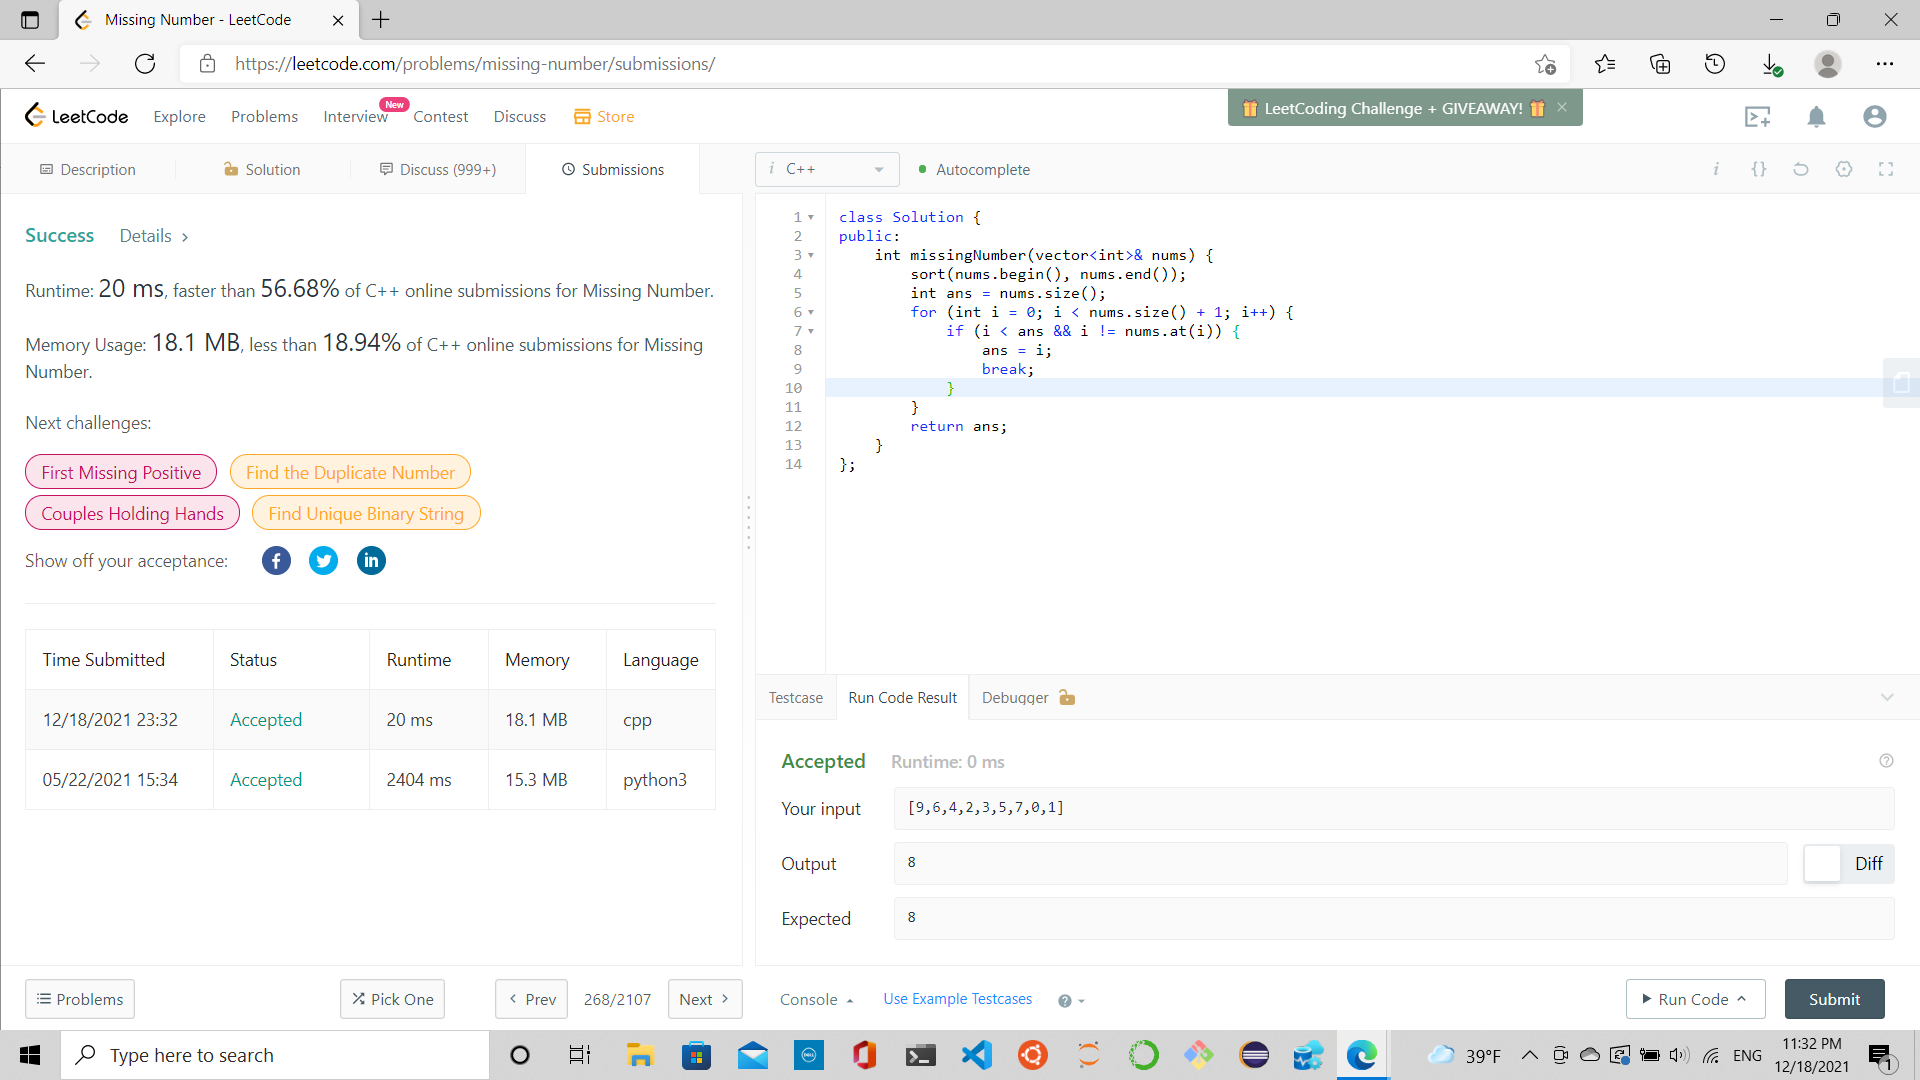 Missing Number - LeetCode
https://leetcode.com/problems/missing-number/submissions/
LeetCode Explore Problems Interview New Contest Discuss Store
LeetCoding Challenge + GIVEAWAY!
Description Solution Discuss (999+) Submissions
i C++ Autocomplete
Success Details >
Runtime: 20 ms, faster than 56.68% of C++ online submissions for Missing Number.
Memory Usage: 18.1 MB, less than 18.94% of C++ online submissions for Missing
Number.
Next challenges:
First Missing Positive Find the Duplicate Number
Couples Holding Hands Find Unique Binary String
Show off your acceptance:
Time Submitted Status Runtime Memory Language
12/18/2021 23:32 Accepted 20 ms 18.1 MB cpp
05/22/2021 15:34 Accepted 2404 ms 15.3 MB python3
1 class Solution {
2 public:
3     int missingNumber(vector<int>& nums) {
4         sort(nums.begin(), nums.end());
5         int ans = nums.size();
6         for (int i = 0; i < nums.size() + 1; i++) {
7             if (i < ans && i != nums.at(i)) {
8                 ans = i;
9                 break;
10             }
11         }
12         return ans;
13     }
14 };
Testcase Run Code Result Debugger
Accepted Runtime: 0 ms
Your input [9,6,4,2,3,5,7,0,1]
Output 8 Diff
Expected 8
Problems Pick One < Prev 268/2107 Next >
Console Use Example Testcases Run Code Submit
Type here to search
DELL
39°F ENG
11:32 PM
12/18/2021
1